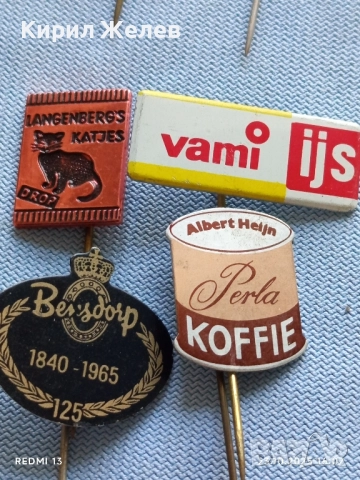 Кирил Желев
LANGENBERG'S
KATJES
DROP
vami ijs
Albert Heijn
Perla
KOFFIE
Bensdorp
1840-1965
125
REDMI 13